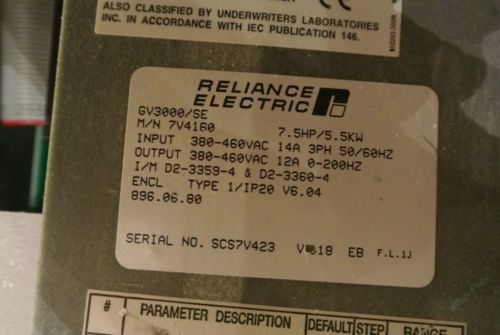 ALSO CLASSIFIED BY UNDERWRITERS LABORATORIES
INC. IN ACCORDANCE WITH IEC PUBLICATION 146.
RELIANCE
ELECTRIC
GV3000/SE
M/N 7V4160 7.5HP/5.5KW
INPUT 380-460VAC 14A 3PH 50/60HZ
OUTPUT 380-460VAC 12A 0-200HZ
I/M D2-3359-4 & D2-3360-4
ENCL TYPE 1/IP20 V6.04
896.06.80
SERIAL NO. SCS7V423 EB F.L.1J
# PARAMETER DESCRIPTION DEFAULT STEP RANGE